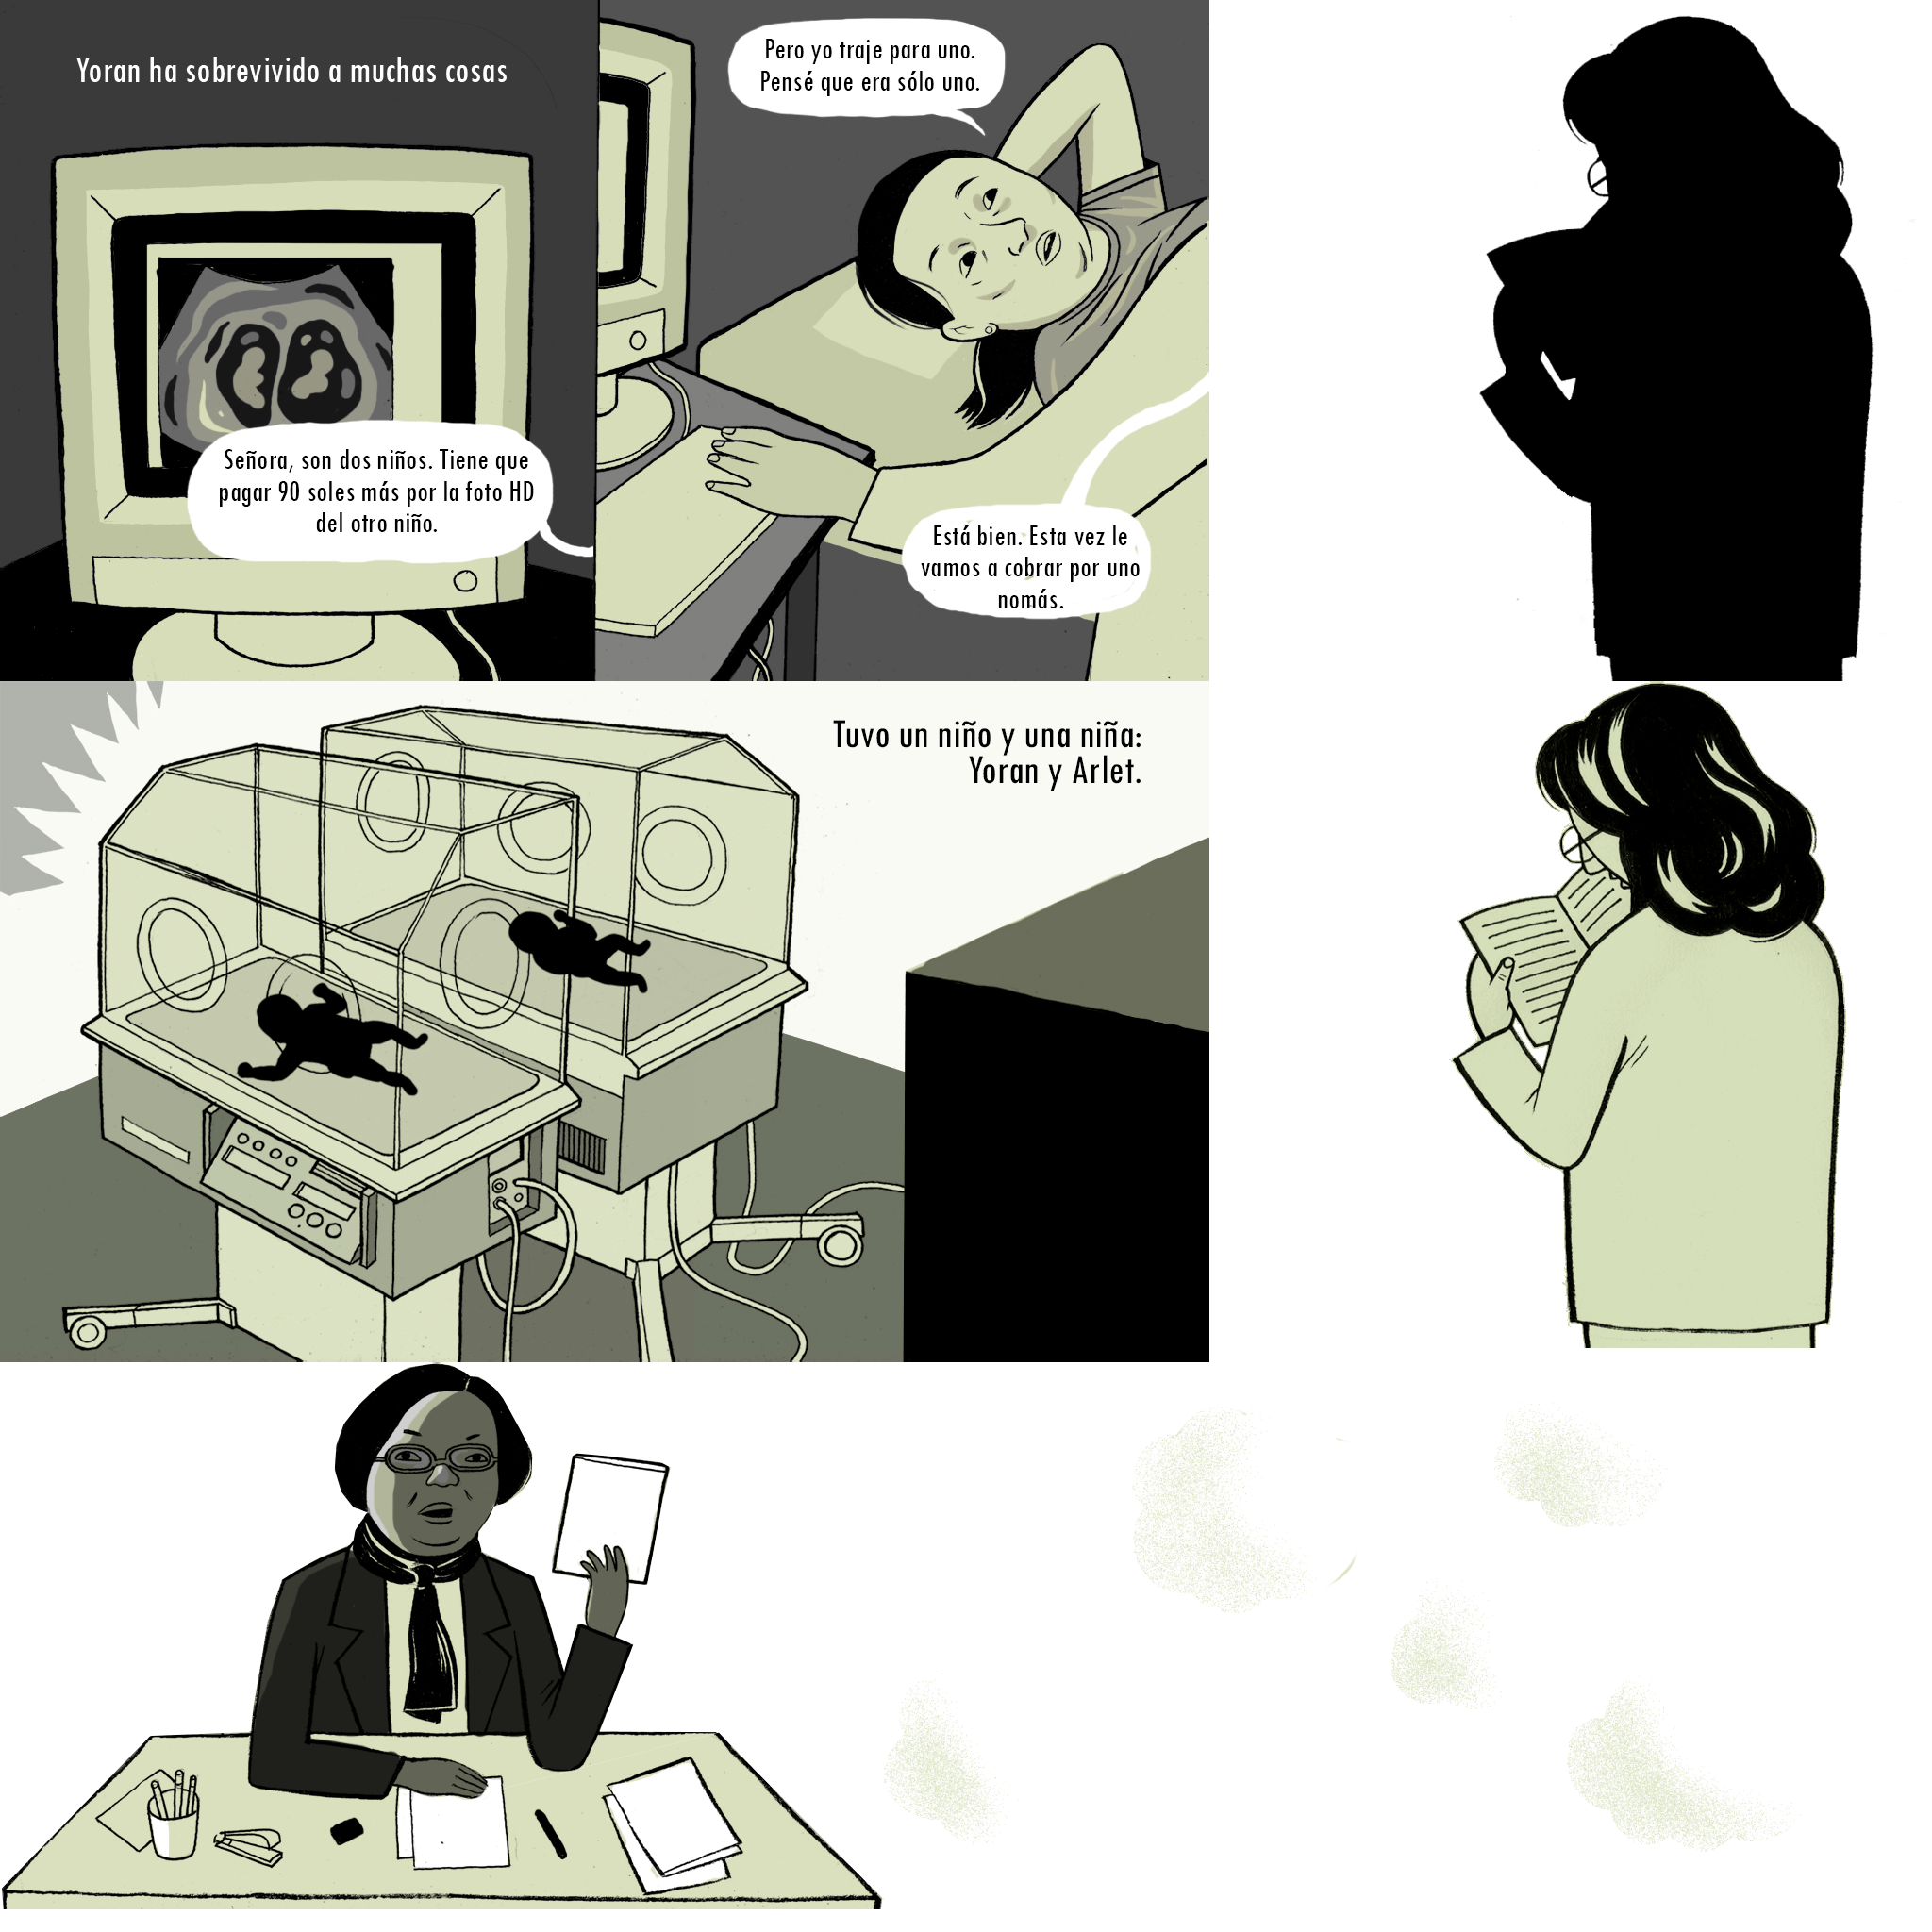 Yoran ha sobrevivido a muchas cosas
Señora, son dos niños. Tiene que
pagar 90 soles más por la foto HD
del otro niño.
Pero yo traje para uno.
Pensé que era sólo uno.
Está bien. Esta vez le
vamos a cobrar por uno
nomás.
Tuvo un niño y una niña:
Yoran y Arlet.